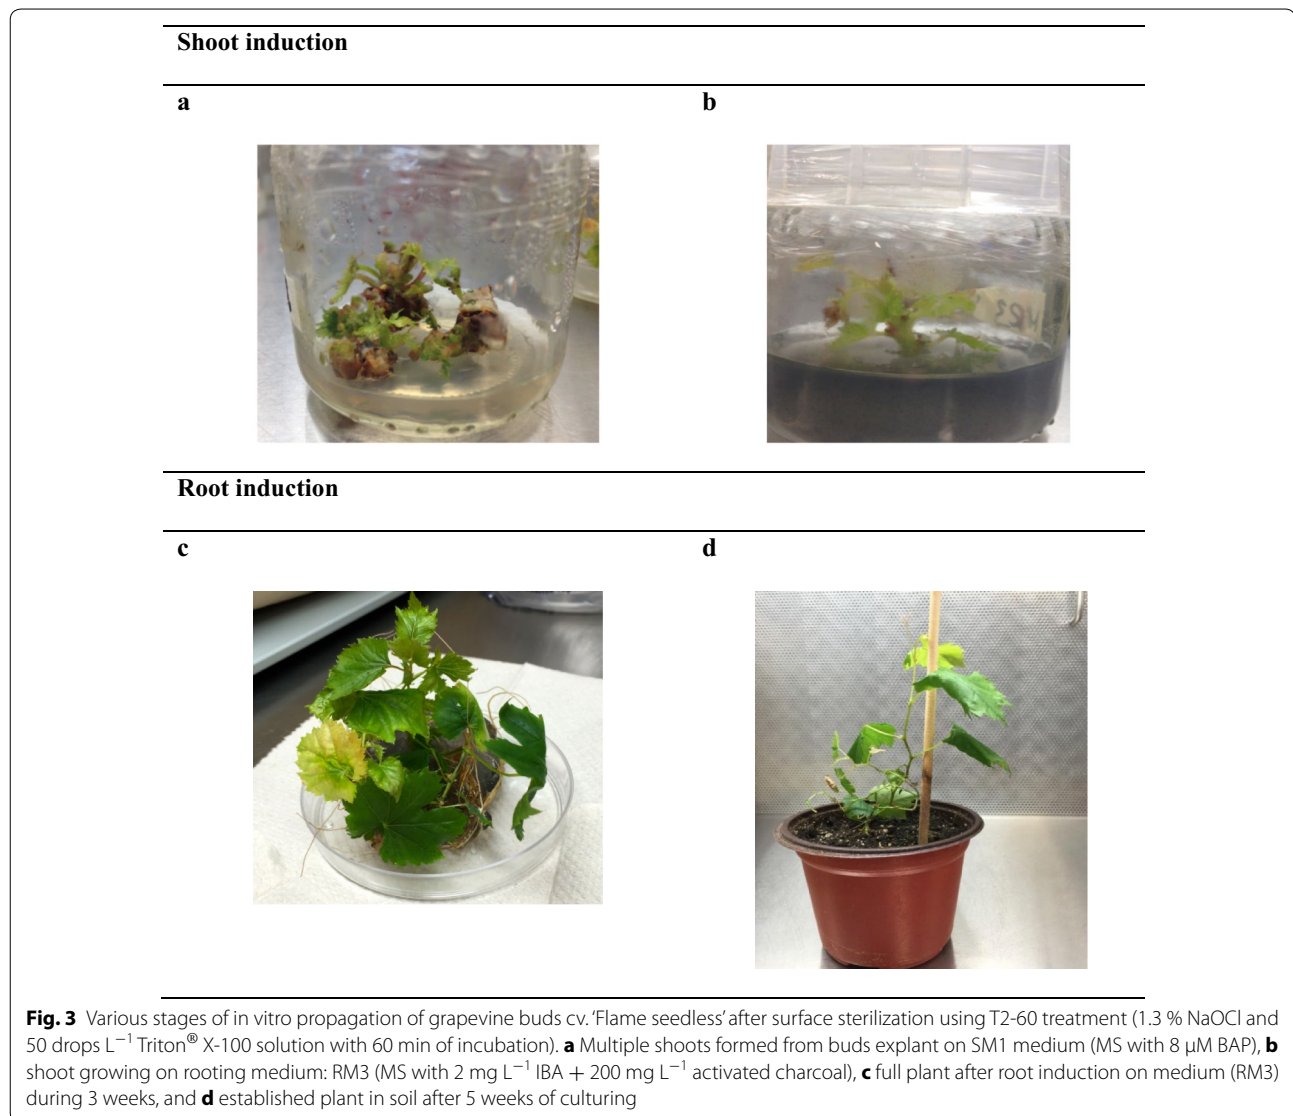 Shoot induction
a b
Root induction
c d
Fig. 3 Various stages of in vitro propagation of grapevine buds cv. 'Flame seedless' after surface sterilization using T2-60 treatment (1.3 % NaOCl and
50 drops L−1 Triton® X-100 solution with 60 min of incubation). a Multiple shoots formed from buds explant on SM1 medium (MS with 8 µM BAP), b
shoot growing on rooting medium: RM3 (MS with 2 mg L−1 IBA + 200 mg L−1 activated charcoal), c full plant after root induction on medium (RM3)
during 3 weeks, and d established plant in soil after 5 weeks of culturing